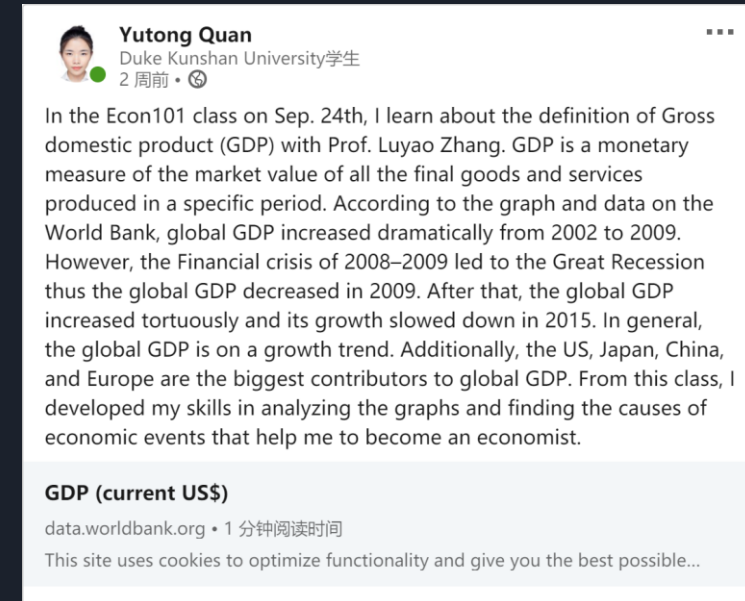 Yutong Quan
Duke Kunshan University学生
2 周前 •
In the Econ101 class on Sep. 24th, I learn about the definition of Gross
domestic product (GDP) with Prof. Luyao Zhang. GDP is a monetary
measure of the market value of all the final goods and services
produced in a specific period. According to the graph and data on the
World Bank, global GDP increased dramatically from 2002 to 2009.
However, the Financial crisis of 2008–2009 led to the Great Recession
thus the global GDP decreased in 2009. After that, the global GDP
increased tortuously and its growth slowed down in 2015. In general,
the global GDP is on a growth trend. Additionally, the US, Japan, China,
and Europe are the biggest contributors to global GDP. From this class, I
developed my skills in analyzing the graphs and finding the causes of
economic events that help me to become an economist.
GDP (current US$)
data.worldbank.org • 1 分钟阅读时间
This site uses cookies to optimize functionality and give you the best possible...